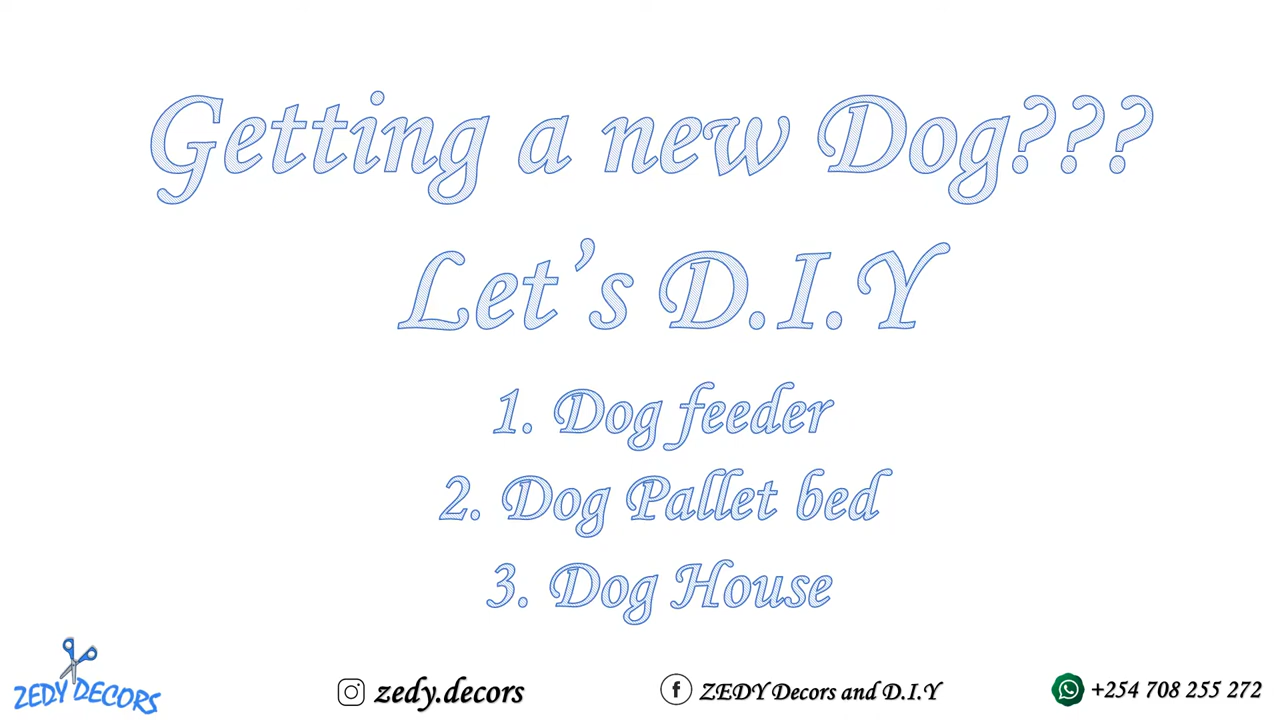 Getting a new Dog???
Let's D.I.Y
1. Dog feeder
2. Dog Pallet bed
3. Dog House
ZEDY DECORS
zedy.decors
ZEDY Decors and D.I.Y
+254 708 255 272